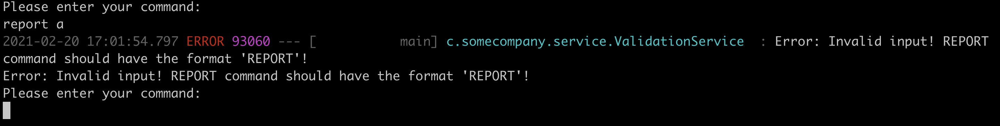 Please enter your command:
report a
2021-02-20 17:01:54.797 ERROR 93060 --- [           main] c.somecompany.service.ValidationService  : Error: Invalid input! REPORT
command should have the format 'REPORT'!
Error: Invalid input! REPORT command should have the format 'REPORT'!
Please enter your command: